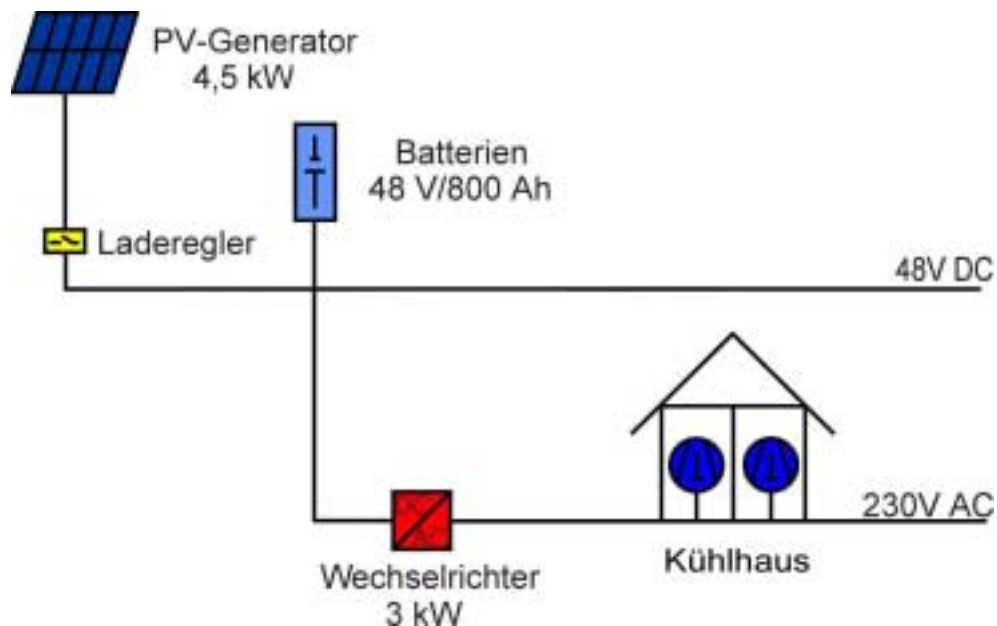 PV-Generator
4,5 kW
Batterien
48 V/800 Ah
Laderegler
48V DC
230V AC
Kühlhaus
Wechselrichter
3 kW